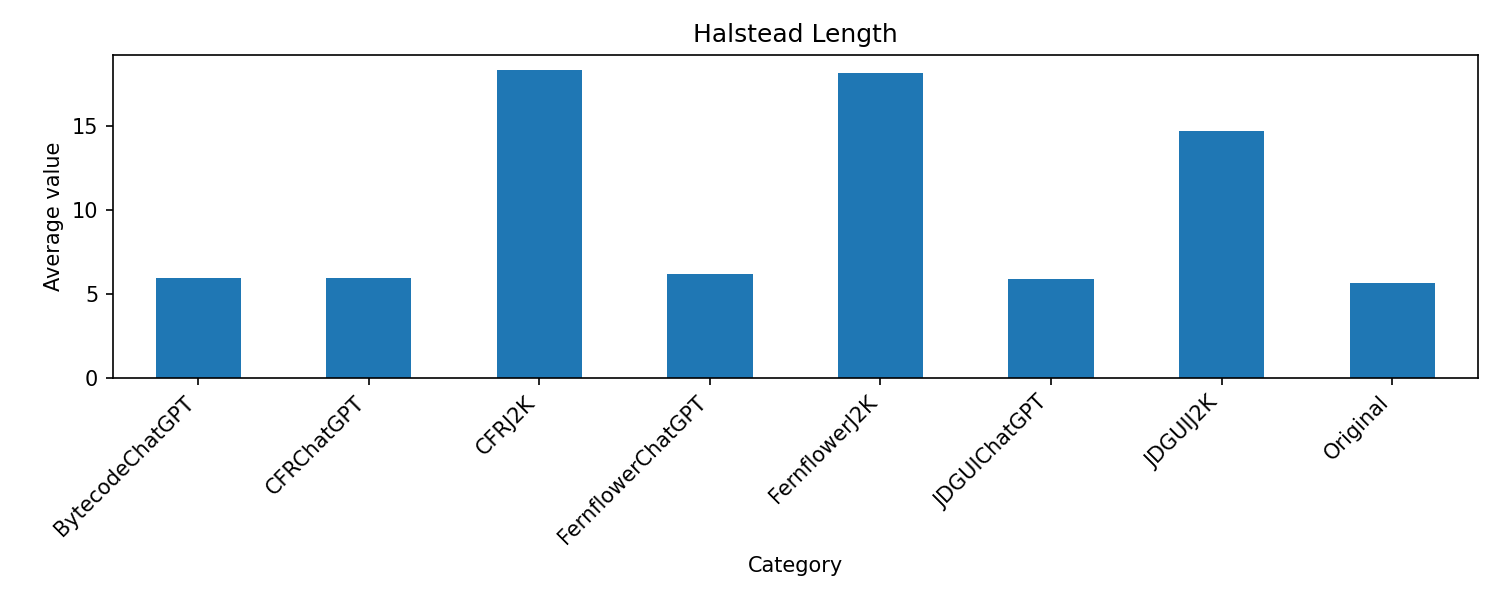 Halstead Length
Average value
15
10
5
0
BytecodeChatGPT
CFRChatGPT
CFRJ2K
FernflowerChatGPT
FernflowerJ2K
JDGUIChatGPT
JDGUIJ2K
Original
Category